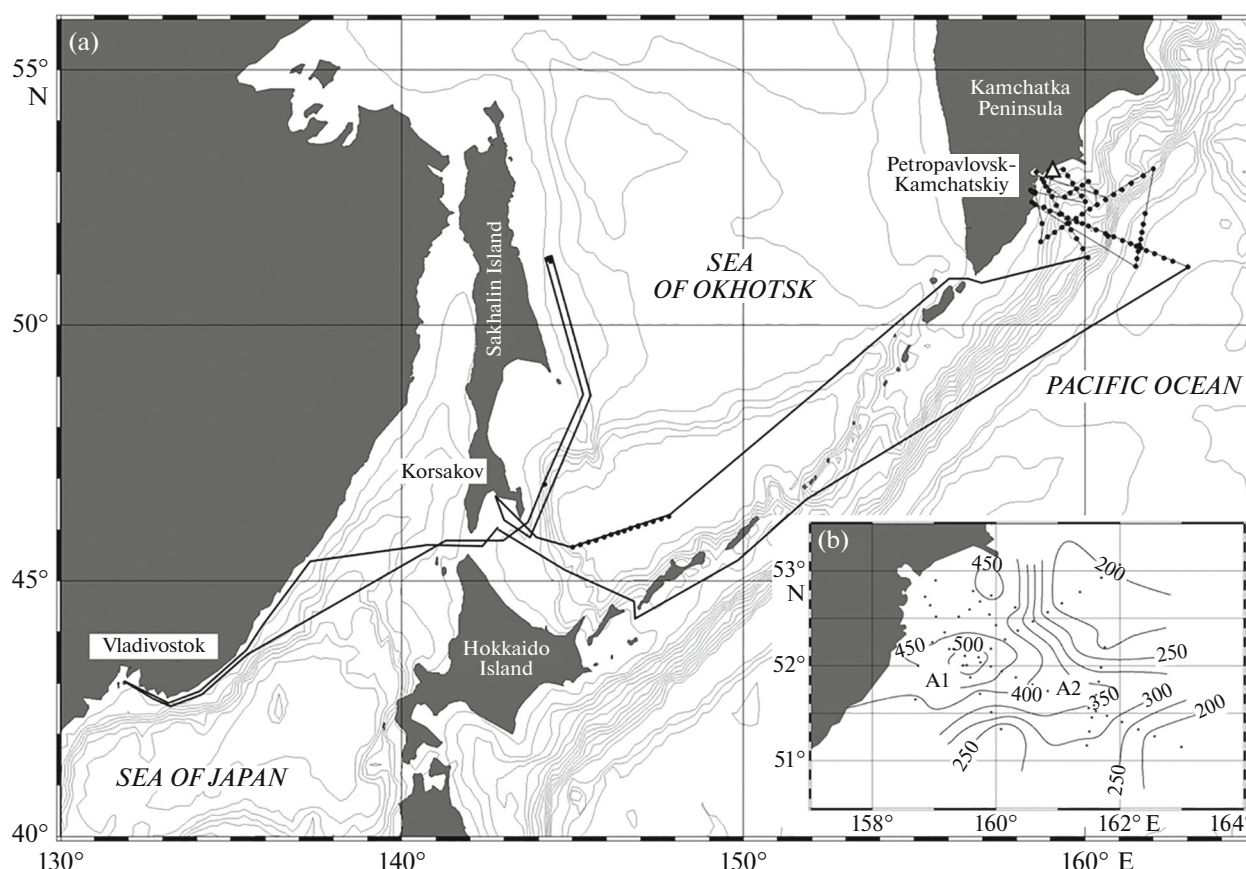 (a)
55°
N
Kamchatka
Peninsula
Petropavlovsk-
Kamchatskiy
Sakhalin Island
SEA
OF OKHOTSK
50°
PACIFIC OCEAN
Korsakov
45°
Vladivostok
Hokkaido
Island
SEA OF JAPAN
40°
130°
140°
150°
160° E
(b)
53°
N
450
200
450
500
250
52°
A1
400
A2
350
300
200
250
250
51°
158°
160°
162° E
164°